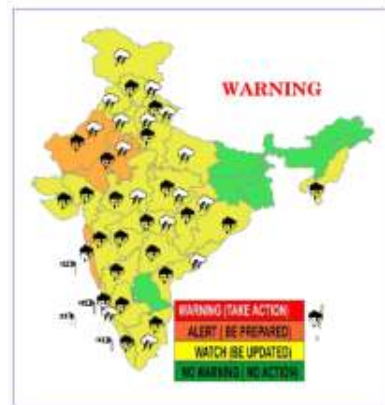 WARNING
WARNING (TAKE ACTION)
ALERT ( BE PREPARED)
WATCH (BE UPDATED)
NO WARNING ( NO ACTION)